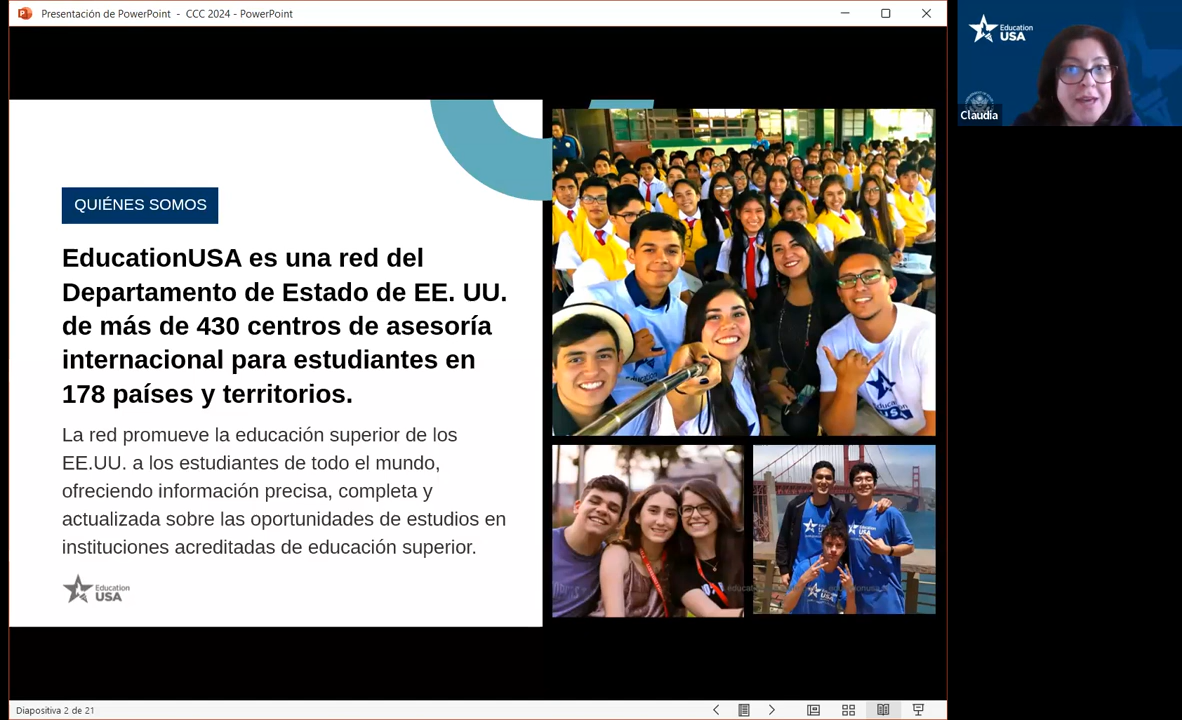 Presentación de PowerPoint - CCC 2024 - PowerPoint
Education
USA
Claudia
QUIÉNES SOMOS
EducationUSA es una red del
Departamento de Estado de EE. UU.
de más de 430 centros de asesoría
internacional para estudiantes en
178 países y territorios.
La red promueve la educación superior de los
EE.UU. a los estudiantes de todo el mundo,
ofreciendo información precisa, completa y
actualizada sobre las oportunidades de estudios en
instituciones acreditadas de educación superior.
Education
USA
USA
Diapositiva 2 de 21